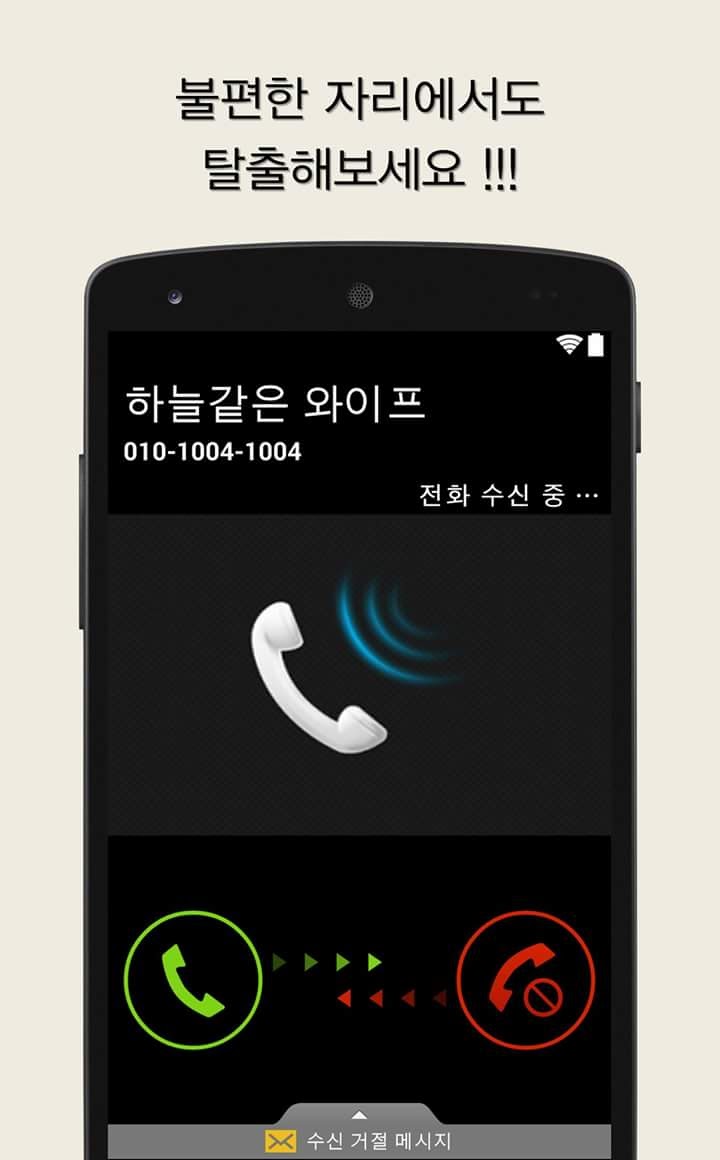 불편한 자리에서도
탈출해보세요 !!!
하늘같은 와이프
010-1004-1004
전화 수신 중 ···
수신 거절 메시지